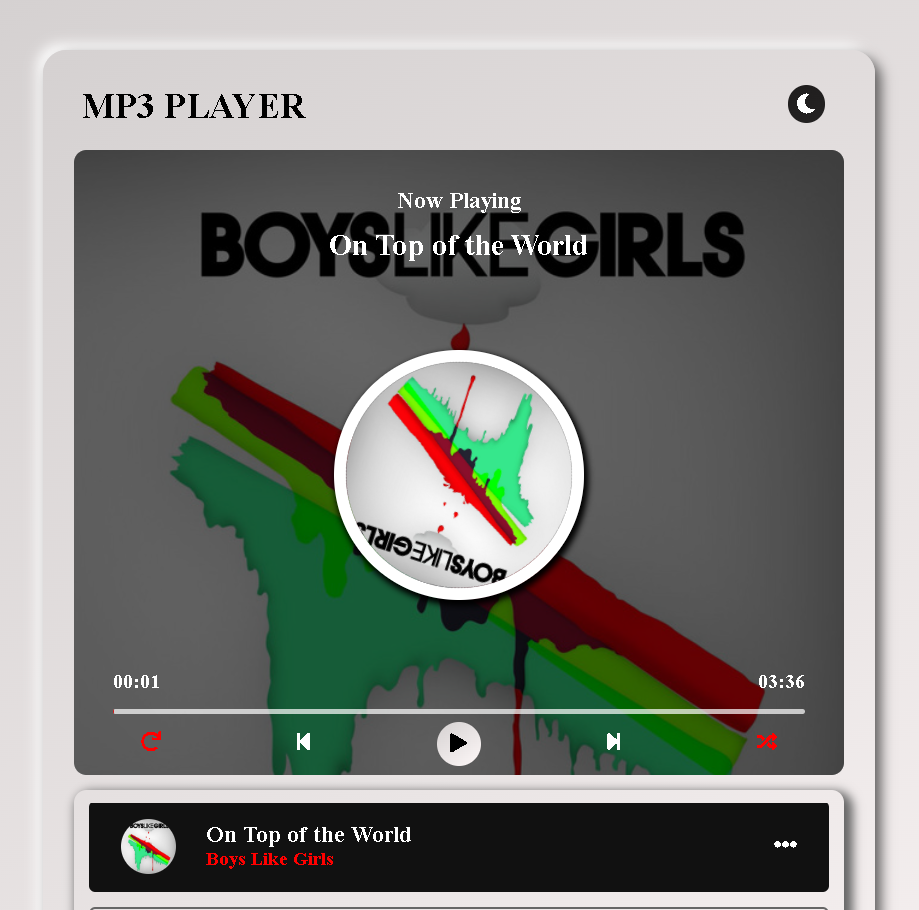 MP3 PLAYER
Now Playing
BOYSLIKEGIRLS
On Top of the World
BOYSLIKEGIRLS
00:01
03:36
BOYSLIKEGIRLS
On Top of the World
Boys Like Girls